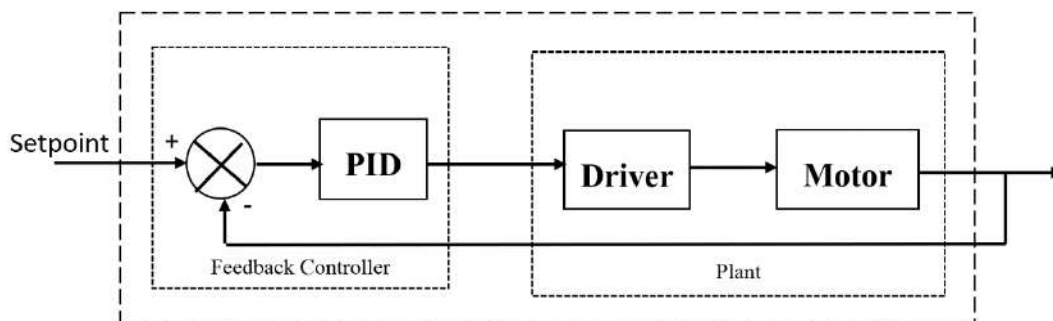 Setpoint
+
-
PID
Driver
Motor
Feedback Controller
Plant